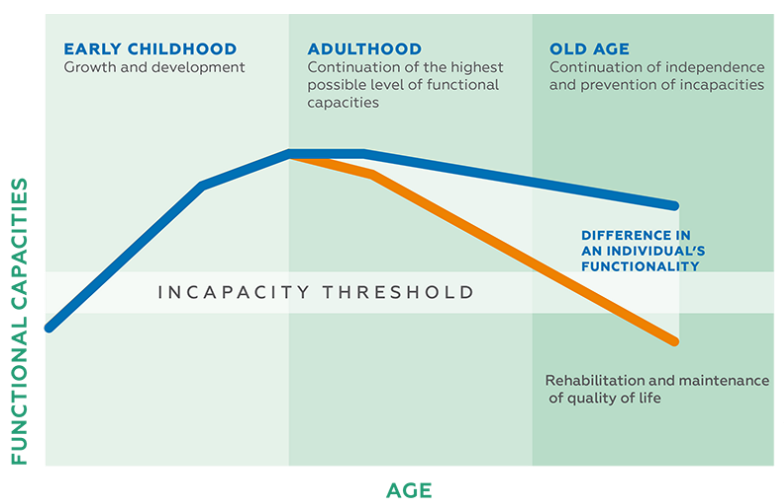 EARLY CHILDHOOD
Growth and development
ADULTHOOD
Continuation of the highest
possible level of functional
capacities
OLD AGE
Continuation of independence
and prevention of incapacities
FUNCTIONAL CAPACITIES
DIFFERENCE IN
AN INDIVIDUAL'S
FUNCTIONALITY
INCAPACITY THRESHOLD
Rehabilitation and maintenance
of quality of life
AGE